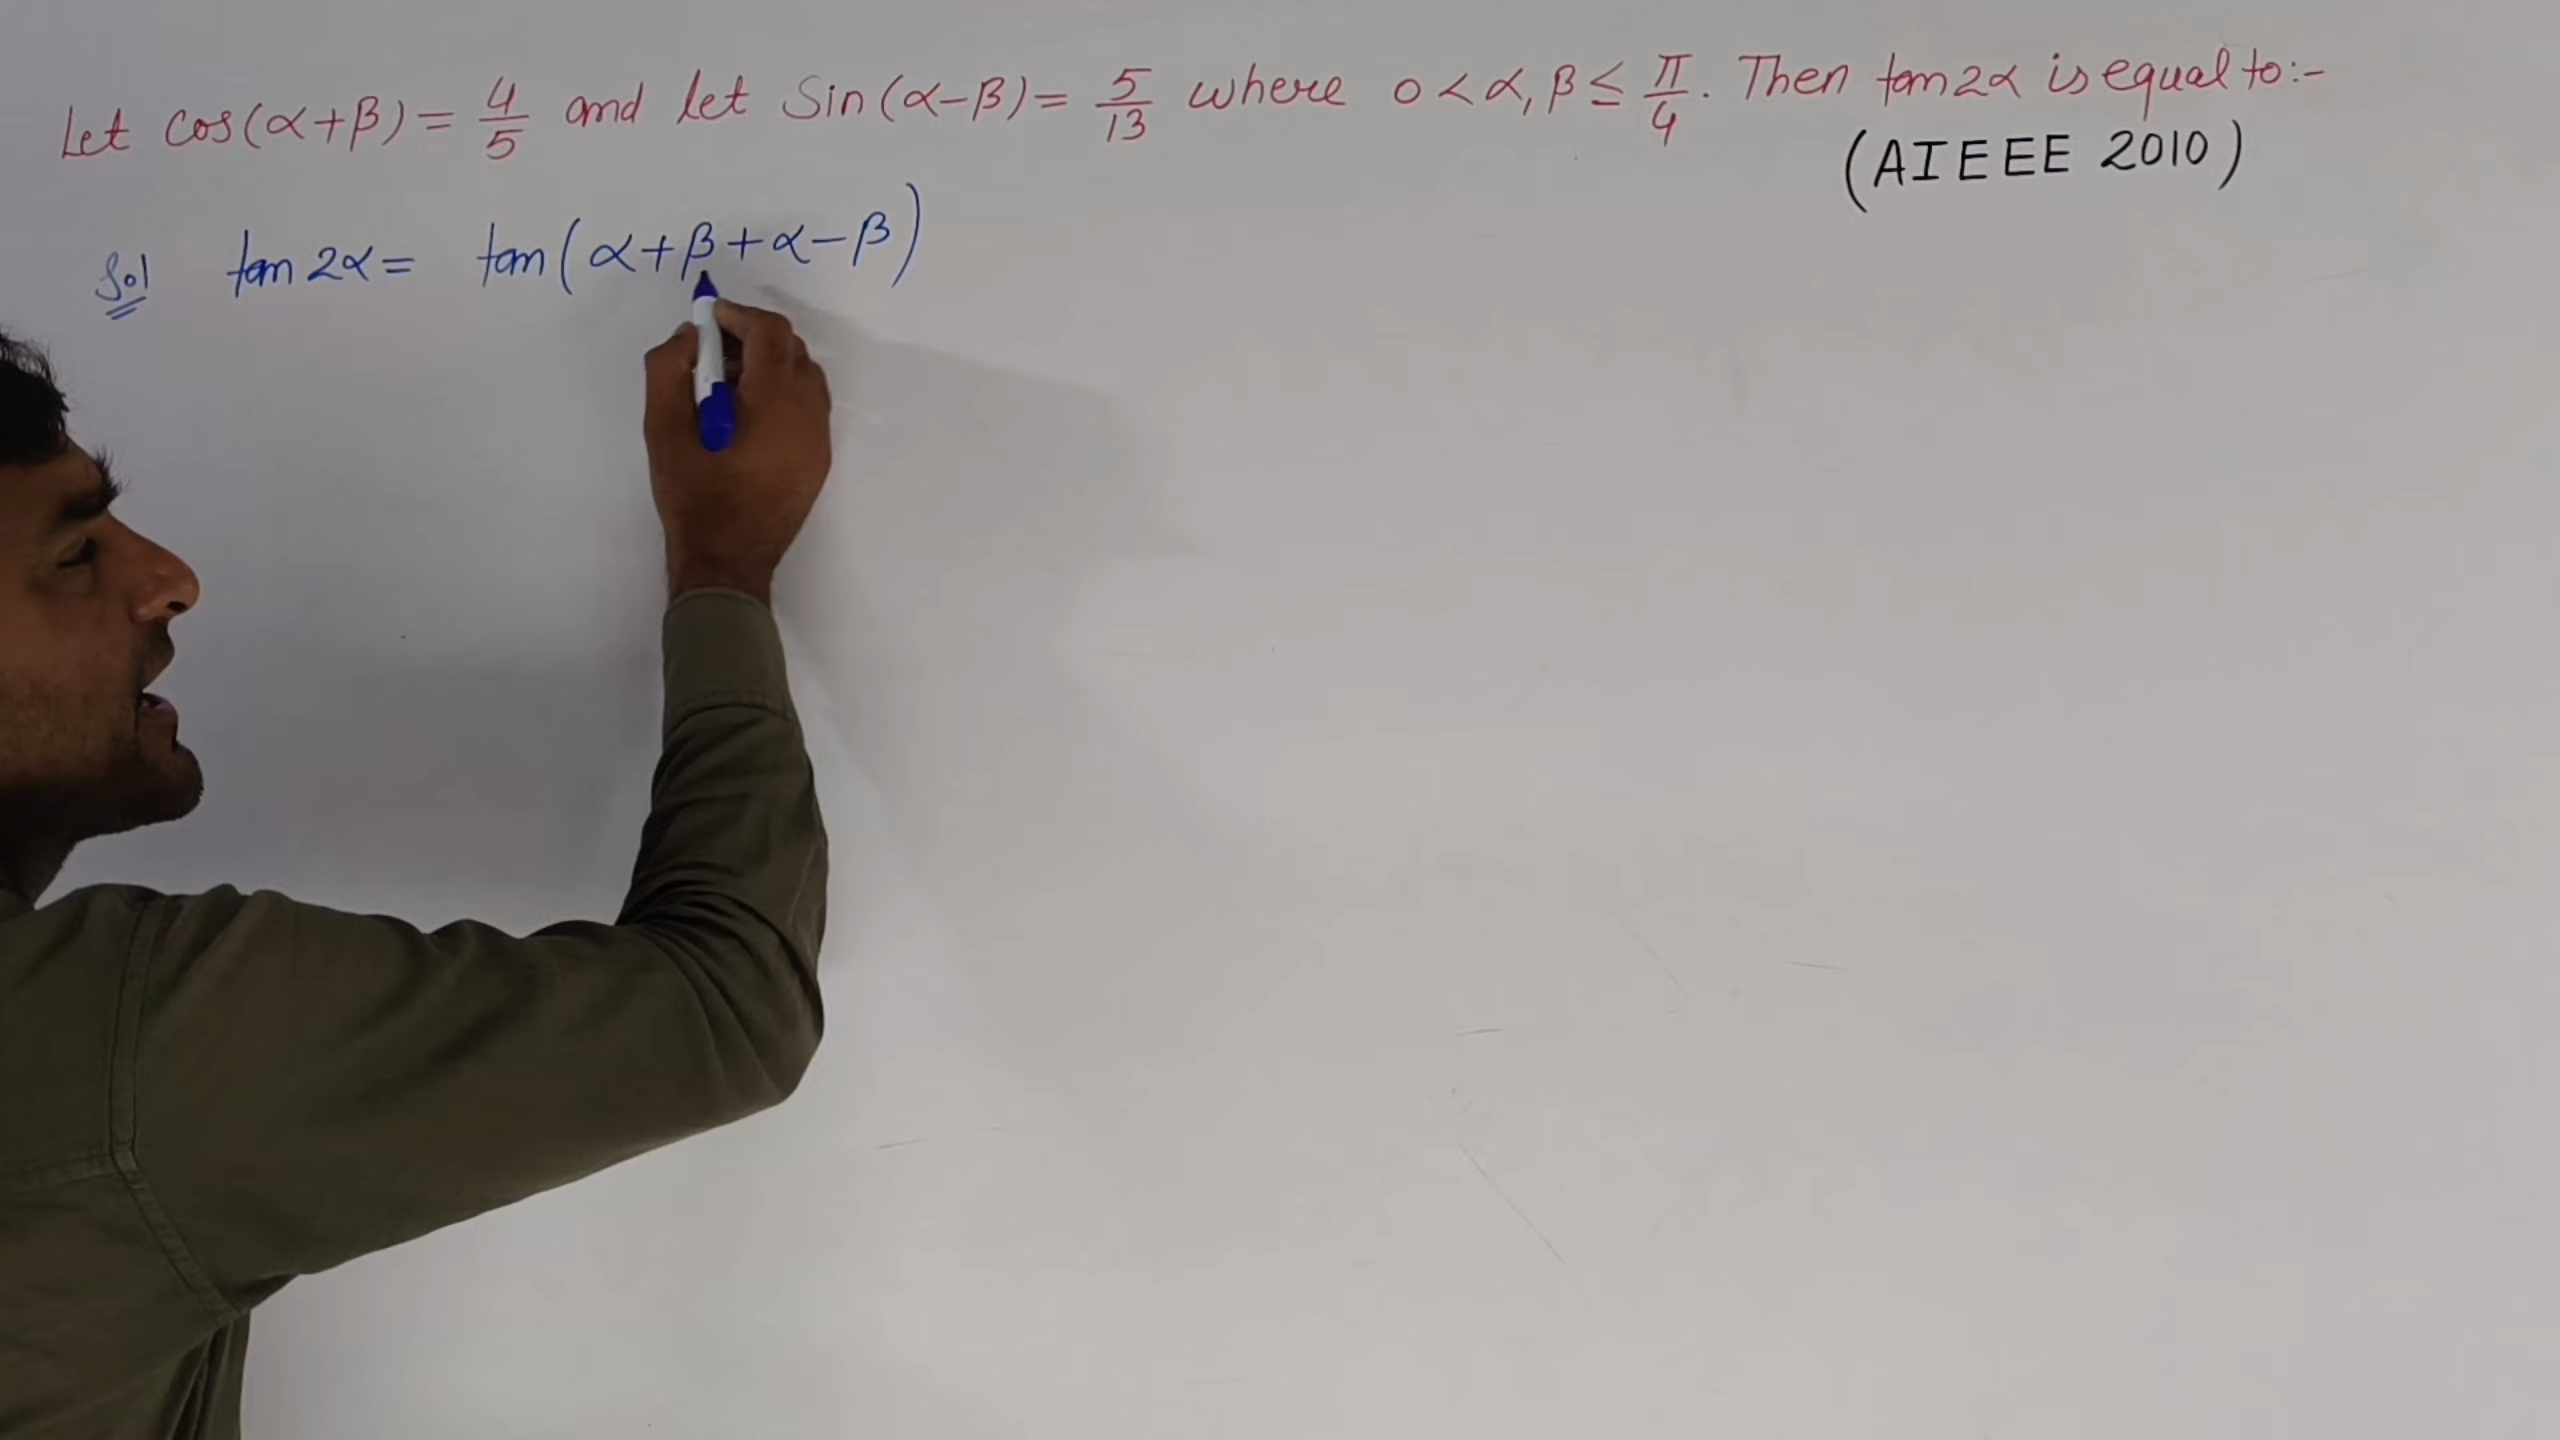 Let cos(α+β) = 4/5 and let Sin(α-β) = 5/13 where 0 < α, β ≤ π/4. Then tan2α is equal to:-
(AIEEE 2010)
Sol tan 2α = tan(α+β+α-β)